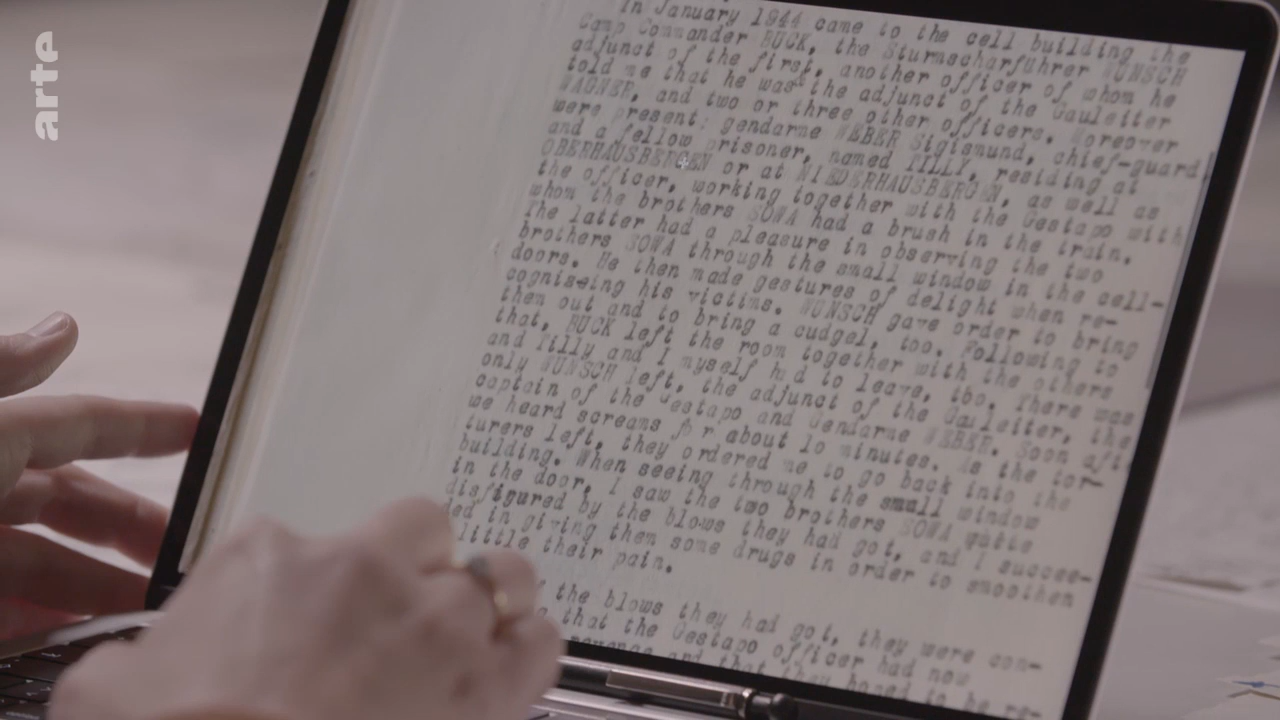 arte
In January 1944 came to the cell building the
Camp Commander BUCK, the Sturmscharführer WUNSCH
adjunct of the first, another officer of whom he
told me that he was the adjunct of the Gauleiter
WAGNER, and two or three other officers. Moreover
were present: gendarme WEBER Sigismund, chief-guard
and a fellow prisoner, named TILLY, residing at
OBERHAUSBERGEN or at NIEDERHAUSBERGEN, as well as
the officer, working together with the Gestapo with
whom the brothers SOWA had a brush in the train.
The latter had a pleasure in observing the two
brothers SOWA through the small window in the cell-
doors. He then made gestures of delight when re-
cognizeing his victims. WUNSCH gave order to bring
them out and to bring a cudgel, too. Following to
that, BUCK left the room together with the others
and Tilly and I myself had to leave, too. There was
only WUNSCH left, the adjunct of the Gauleiter, the
captain of the Gestapo and Gendarme WEBER. Soon aft
we heard screams for about 10 minutes. As the tor-
turers left, they ordered me to go back into the
building. When seeing through the small window
in the door, I saw the two brothers SOWA quite
disfigured by the blows they had got, and I succee-
ded in giving them some drugs in order to smoothen
little their pain.
the blows they had got, they were con-
that the Gestapo officer had now
revenge and that they hoped to be re-